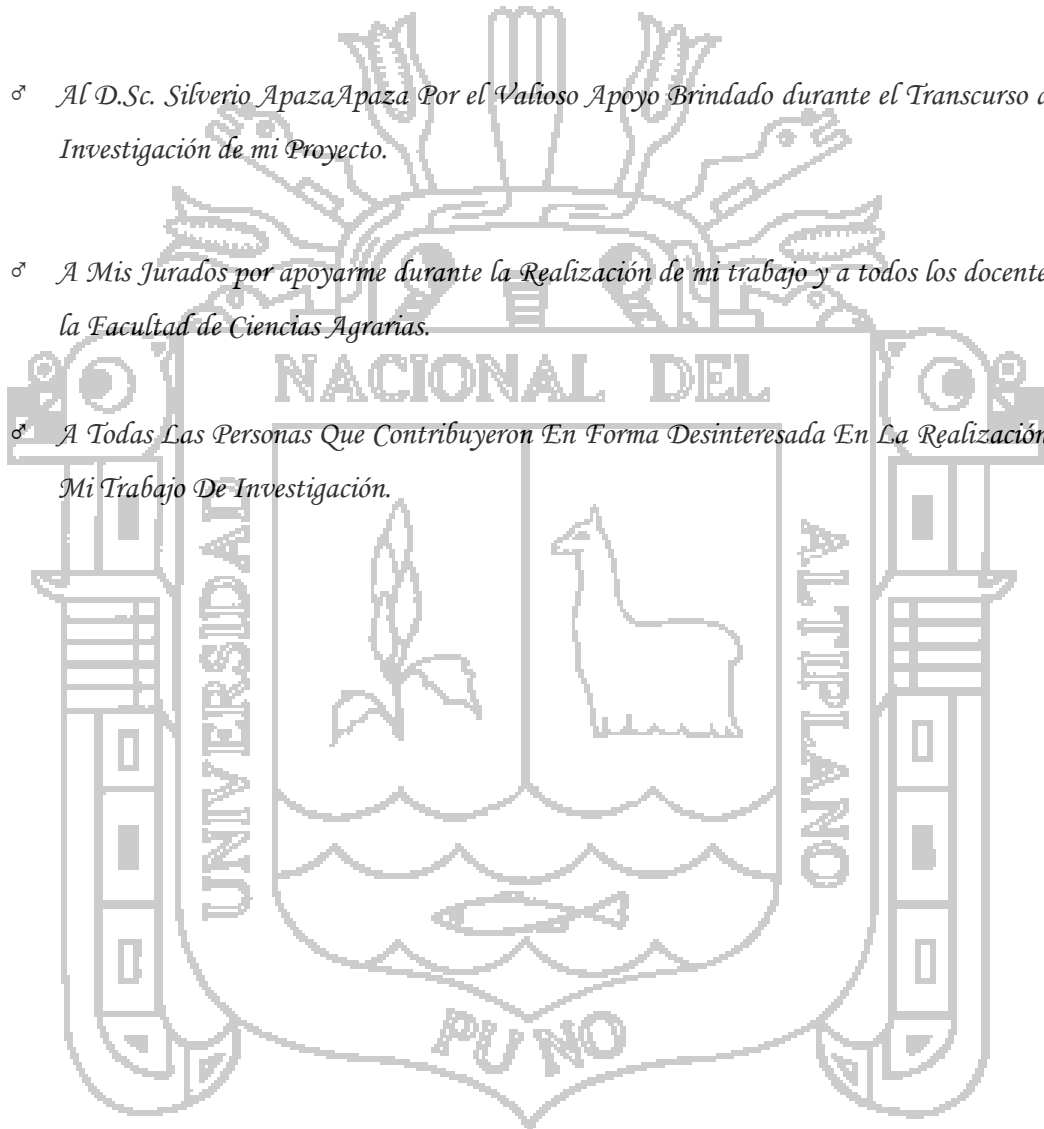 ♂ Al D.Sc. Silverio ApazaApaza Por el Valioso Apoyo Brindado durante el Transcurso
Investigación de mi Proyecto.
♂ A Mis Jurados por apoyarme durante la Realización de mi trabajo y a todos los docente
la Facultad de Ciencias Agrarias.
♂ A Todas Las Personas Que Contribuyeron En Forma Desinteresada En La Realización
Mi Trabajo De Investigación.
NACIONAL DEL
UNIVERSIDAD
ALTIPLANO
PUNO